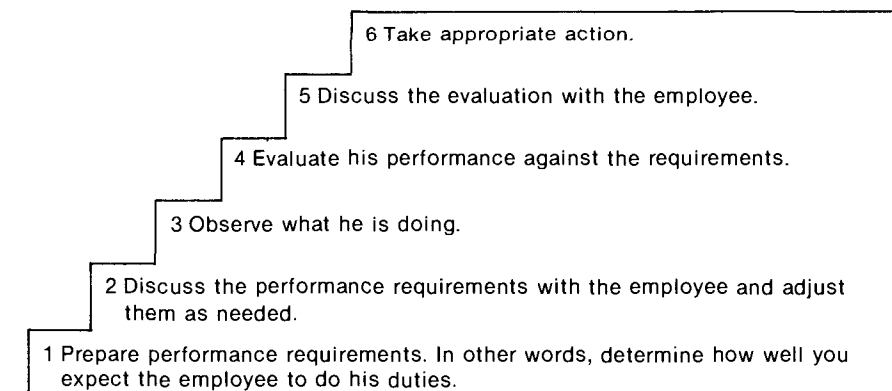 6 Take appropriate action.
5 Discuss the evaluation with the employee.
4 Evaluate his performance against the requirements.
3 Observe what he is doing.
2 Discuss the performance requirements with the employee and adjust
them as needed.
1 Prepare performance requirements. In other words, determine how well you
expect the employee to do his duties.